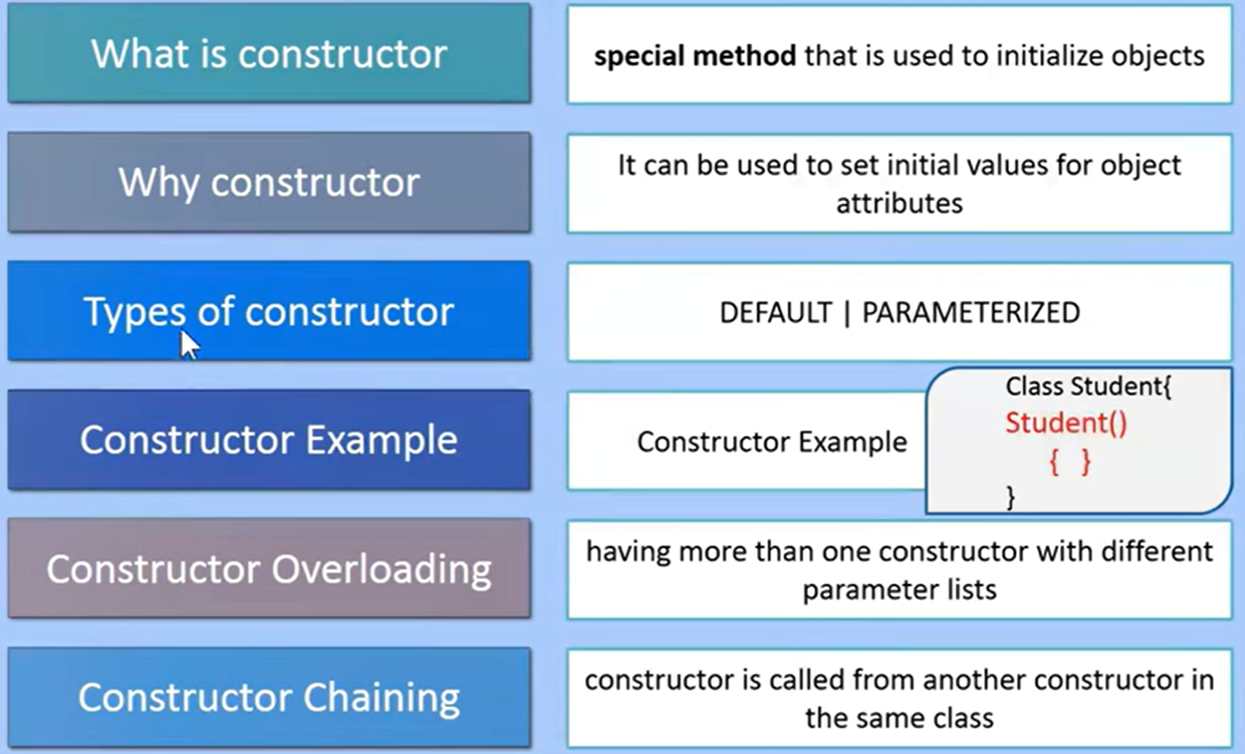 What is constructor
special method that is used to initialize objects
Why constructor
It can be used to set initial values for object
attributes
Types of constructor
DEFAULT | PARAMETERIZED
Constructor Example
Constructor Example
Class Student{
Student()
{ }
}
Constructor Overloading
having more than one constructor with different
parameter lists
Constructor Chaining
constructor is called from another constructor in
the same class